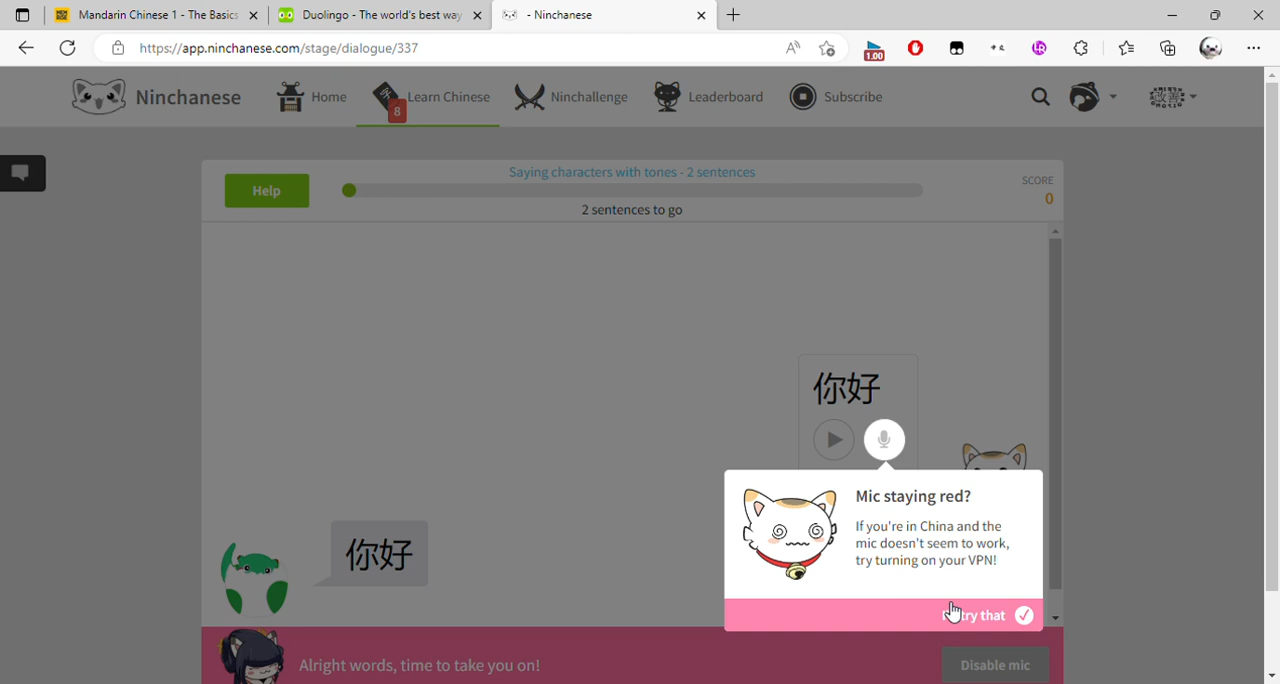 Mandarin Chinese 1 - The Basics
Duolingo - The world's best way
- Ninchanese
https://app.ninchanese.com/stage/dialogue/337
1.00
Ninchanese
Home
Learn Chinese
8
Ninchallenge
Leaderboard
Subscribe
Help
Saying characters with tones - 2 sentences
2 sentences to go
SCORE
0
你好
Mic staying red?
If you're in China and the
mic doesn't seem to work,
try turning on your VPN!
try that
你好
Alright words, time to take you on!
Disable mic